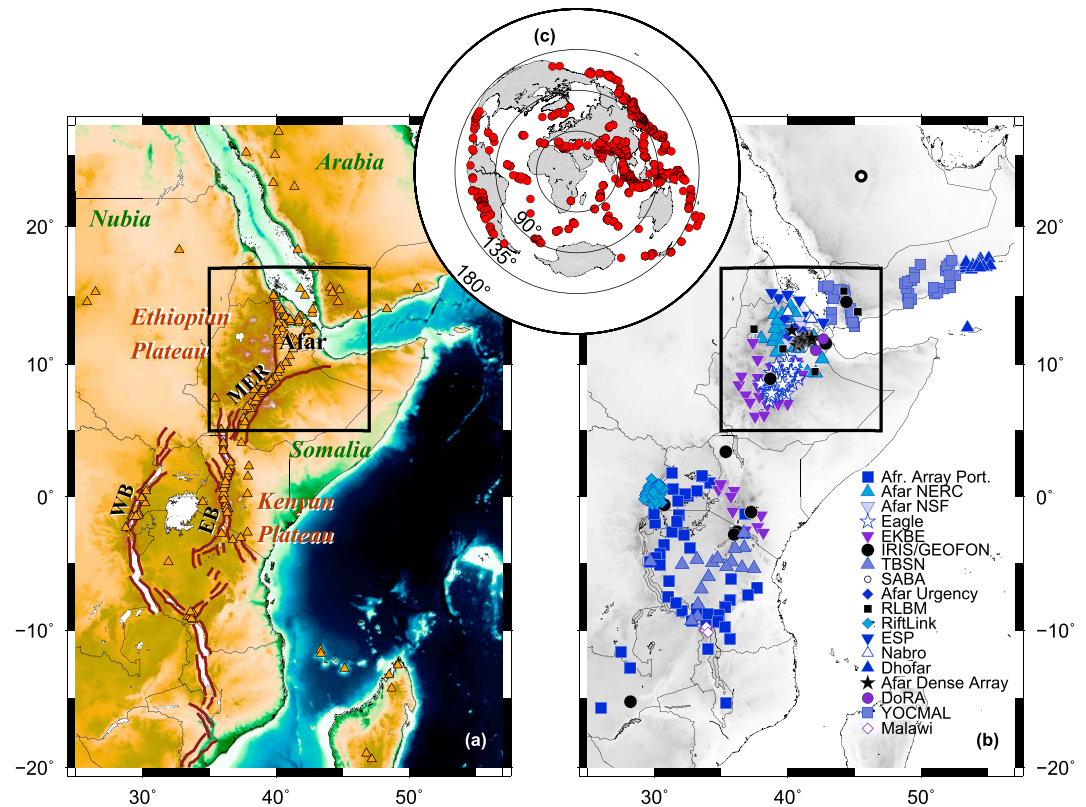 (c)
90°
135°
180°
Arabia
Nubia
Ethiopian
Plateau
Afar
MER
Somalia
WB
EB
Kenyan
Plateau
(a)
20°
10°
0°
−10°
−20°
30°
40°
50°
20°
10°
0°
−10°
−20°
30°
40°
50°
Afr. Array Port.
Afar NERC
Afar NSF
Eagle
EKBE
IRIS/GEOFON
TBSN
SABA
Afar Urgency
RLBM
RiftLink
ESP
Nabro
Dhofar
Afar Dense Array
DoRA
YOCMAL
Malawi
(b)